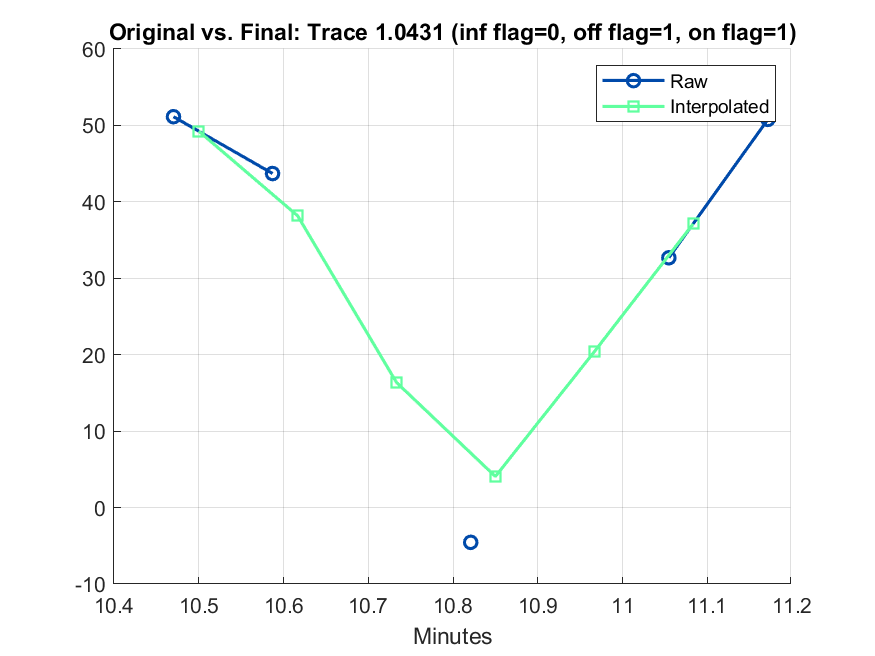 Original vs. Final: Trace 1.0431 (inf flag=0, off flag=1, on flag=1)
60
50
40
30
20
10
0
-10
Raw
Interpolated
10.4 10.5 10.6 10.7 10.8 10.9 11 11.1 11.2
Minutes